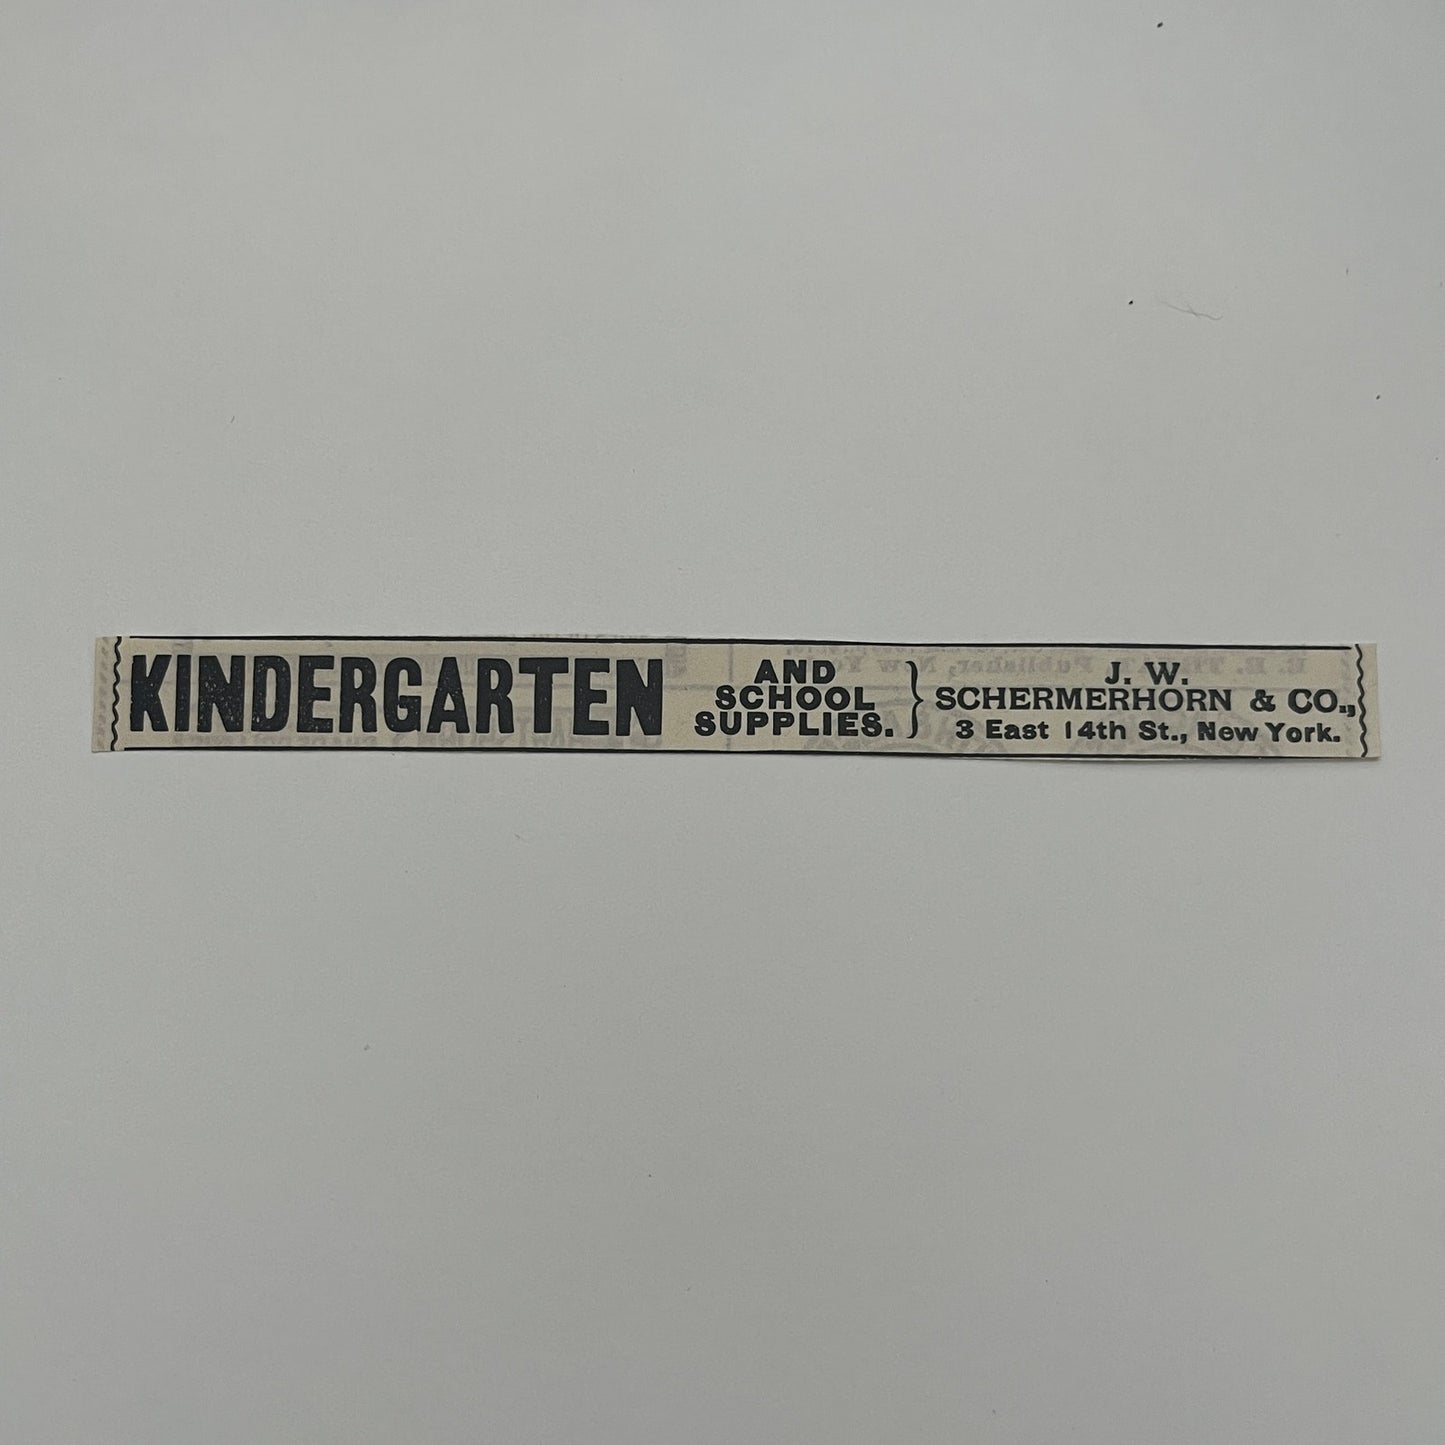 KINDERGARTEN
AND
SCHOOL
SUPPLIES.
J. W.
SCHERMERHORN & CO.,
3 East 14th St., New York.